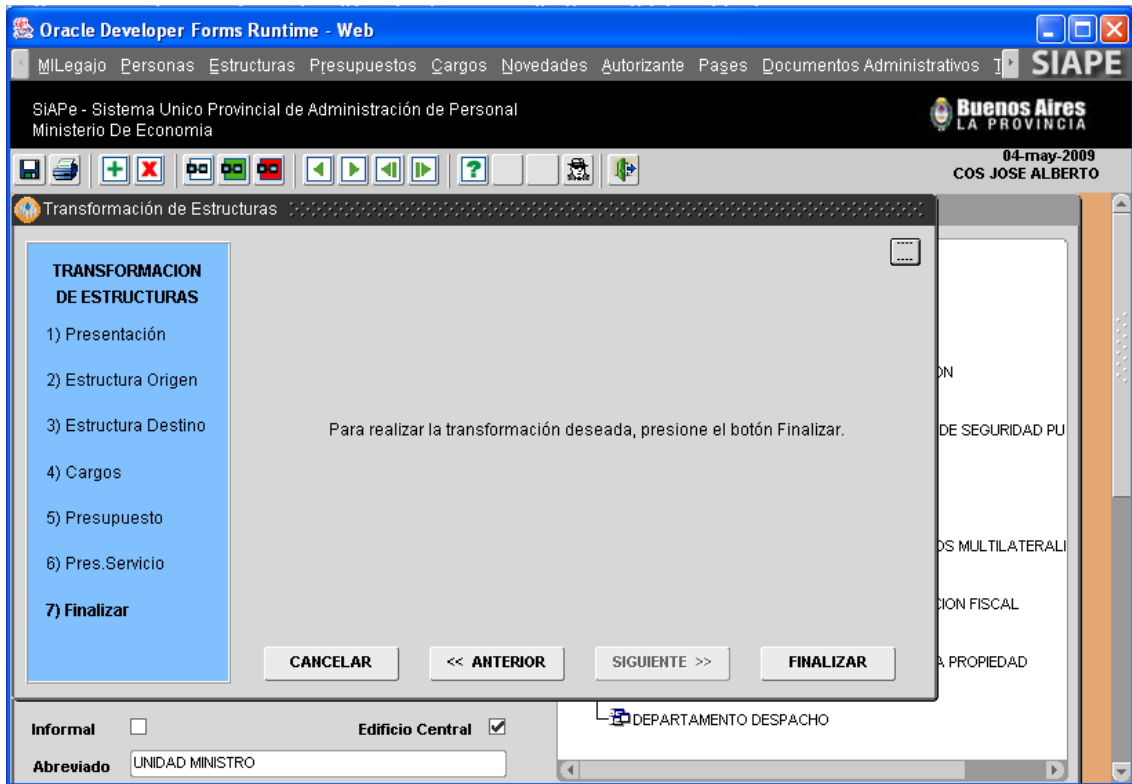 Oracle Developer Forms Runtime - Web
MILegajo Personas Estructuras Presupuestos Cargos Novedades Autorizante Pases Documentos Administrativos SIAPE
SiAPe - Sistema Unico Provincial de Administración de Personal
Ministerio De Economia
Buenos Aires
LA PROVINCIA
04-may-2009
COS JOSE ALBERTO
Transformación de Estructuras
TRANSFORMACION
DE ESTRUCTURAS
1) Presentación
2) Estructura Origen
3) Estructura Destino
4) Cargos
5) Presupuesto
6) Pres.Servicio
7) Finalizar
Para realizar la transformación deseada, presione el botón Finalizar.
CANCELAR
<< ANTERIOR
SIGUIENTE >>
FINALIZAR
DE SEGURIDAD PU
OS MULTILATERALI
CION FISCAL
A PROPIEDAD
DEPARTAMENTO DESPACHO
Informal
Edificio Central
Abreviado
UNIDAD MINISTRO